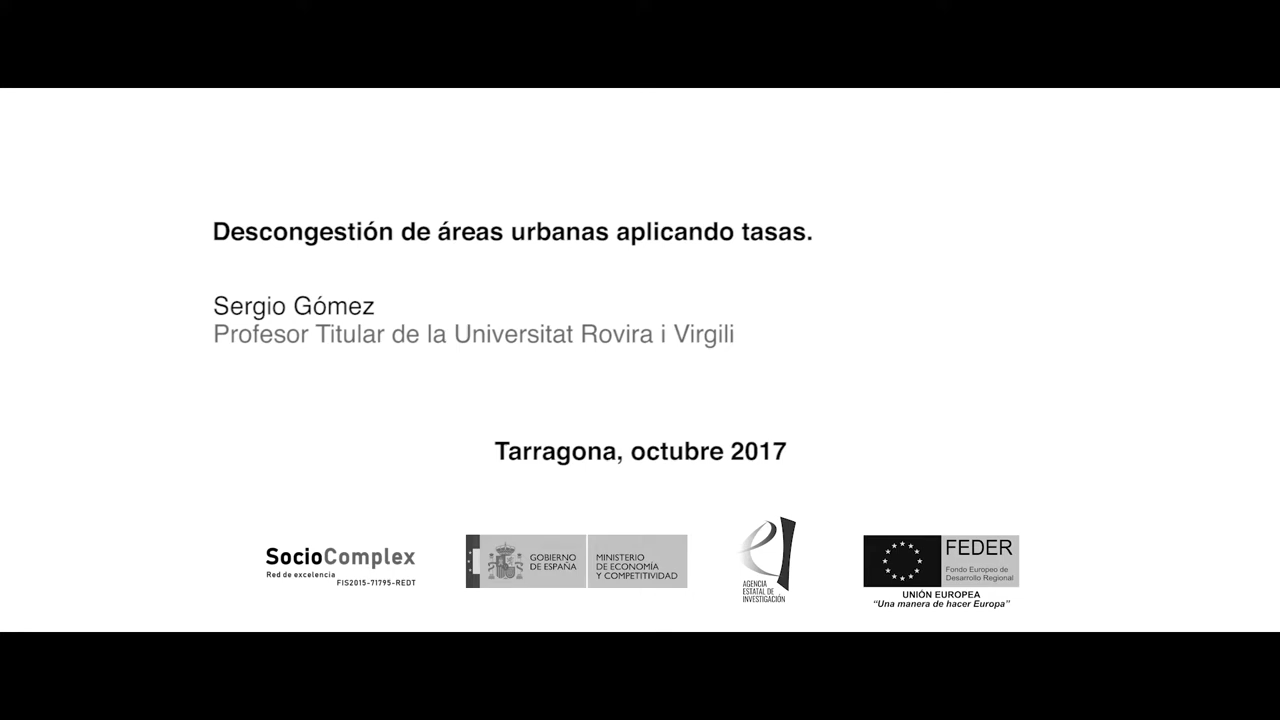 Descongestión de áreas urbanas aplicando tasas.
Sergio Gómez
Profesor Titular de la Universitat Rovira i Virgili
Tarragona, octubre 2017
SocioComplex
Red de excelencia
FIS2015-71795-REDT
GOBIERNO
DE ESPAÑA
MINISTERIO
DE ECONOMÍA
Y COMPETITIVIDAD
AGENCIA
ESTATAL DE
INVESTIGACIÓN
FEDER
Fondo Europeo de
Desarrollo Regional
UNIÓN EUROPEA
“Una manera de hacer Europa”